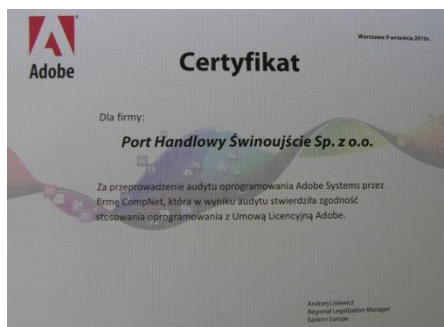 Adobe
Warszawa 9 września 2010r.
Certyfikat
Dla firmy:
Port Handlowy Świnoujście Sp. z o.o.
Za przeprowadzenie audytu oprogramowania Adobe Systems przez
firmę CompNet, która w wyniku audytu stwierdziła zgodność
stosowania oprogramowania z Umową Licencyjną Adobe.
Andrzej Lisiewicz
Regional Legalization Manager
Eastern Europe